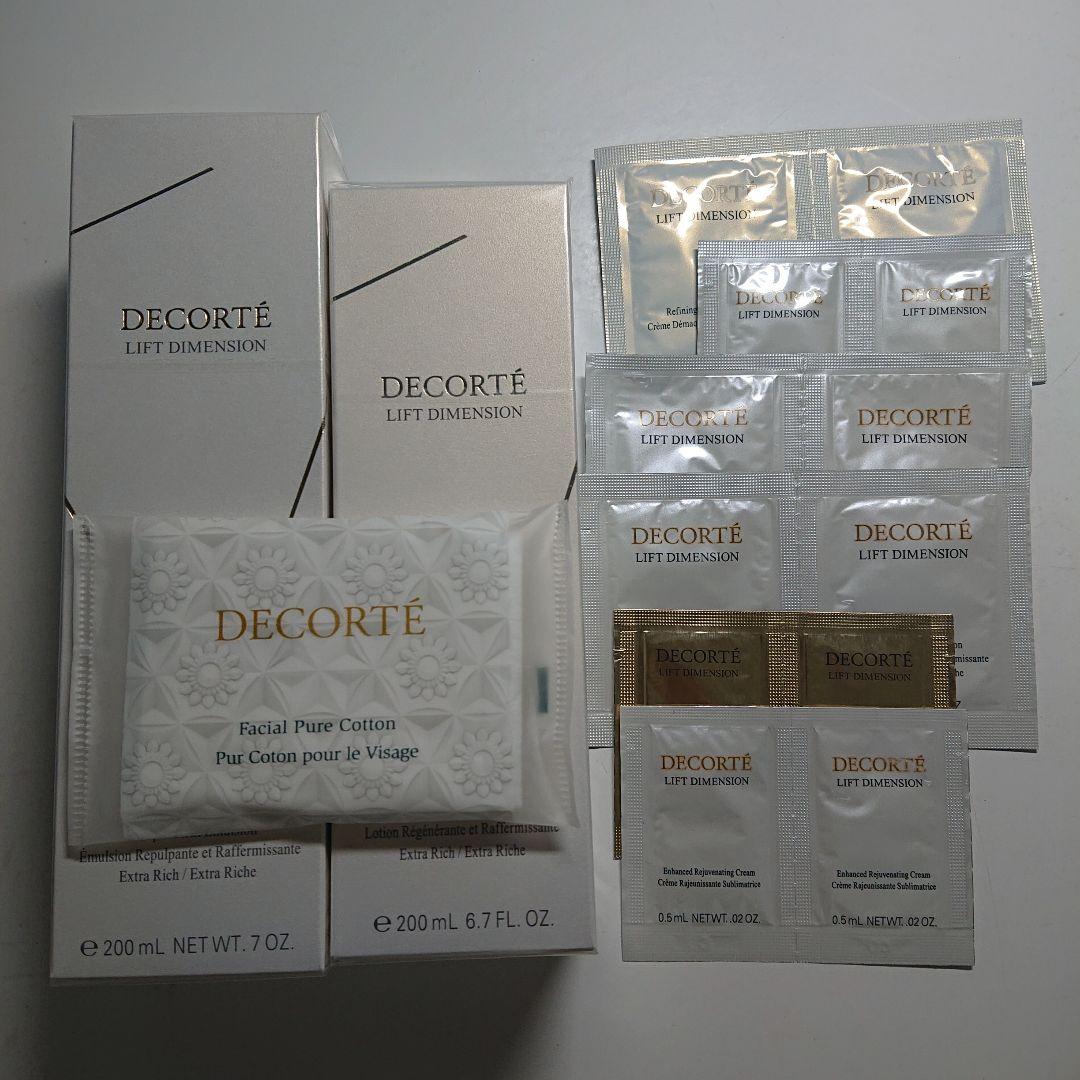 DECORTÉ
LIFT DIMENSION
DECORTÉ
LIFT DIMENSION
DECORTÉ
Facial Pure Cotton
Pur Coton pour le Visage
Émulsion Repulpante et Raffermissante
Extra Rich / Extra Riche
℮ 200 mL NET WT. 7 OZ.
Lotion Régénérante et Raffermissante
Extra Rich / Extra Riche
℮ 200 mL 6.7 FL. OZ.
DECORTÉ
LIFT DIMENSION
Refining
Crème
DECORTÉ
LIFT DIMENSION
DECORTÉ
LIFT DIMENSION
DECORTÉ
LIFT DIMENSION
DECORTÉ
LIFT DIMENSION
DECORTÉ
LIFT DIMENSION
DECORTÉ
LIFT DIMENSION
DECORTÉ
LIFT DIMENSION
DECORTÉ
LIFT DIMENSION
DECORTÉ
LIFT DIMENSION
DECORTÉ
LIFT DIMENSION
Enhanced Rejuvenating Cream
Crème Rajeunissante Sublimatrice
0.5 mL NETWT. .02 OZ.
DECORTÉ
LIFT DIMENSION
Enhanced Rejuvenating Cream
Crème Rajeunissante Sublimatrice
0.5 mL NETWT. .02 OZ.